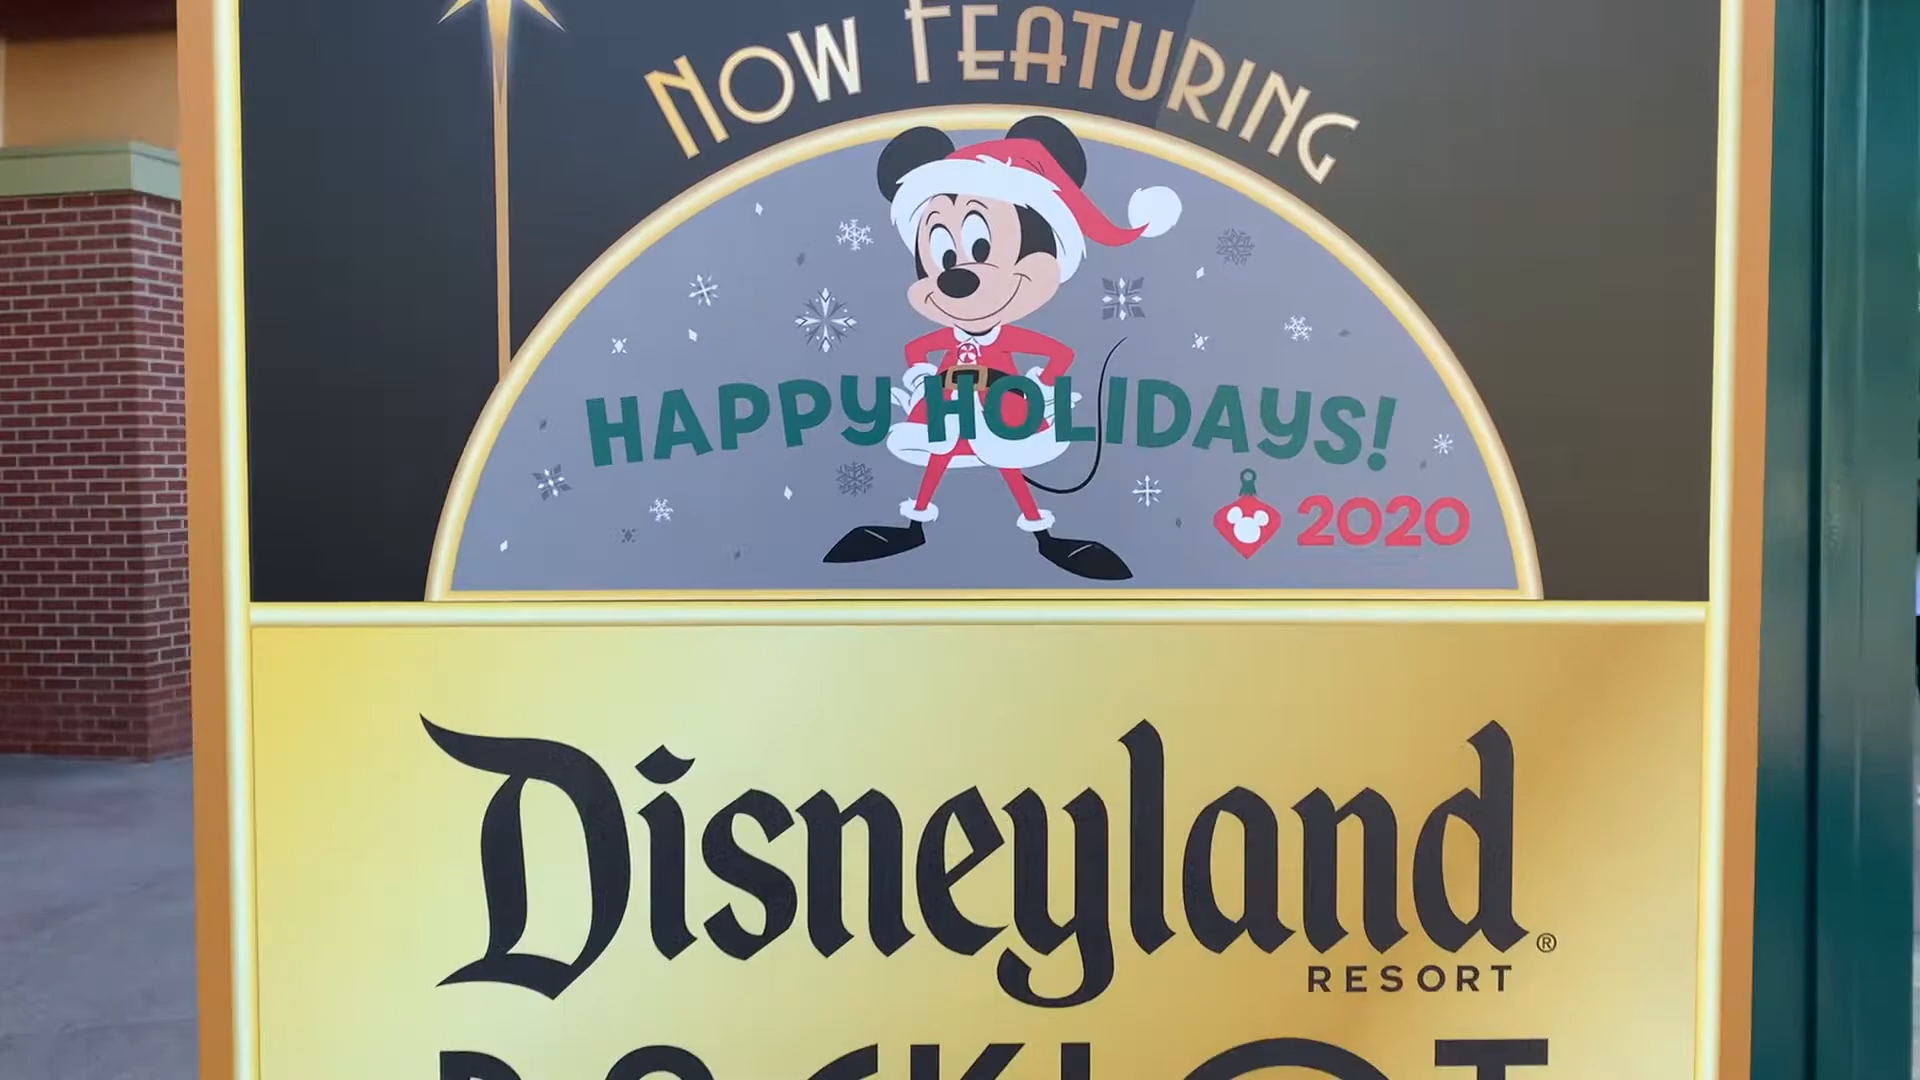 NOW FEATURING
HAPPY HOLIDAYS!
2020
Disneyland®
RESORT